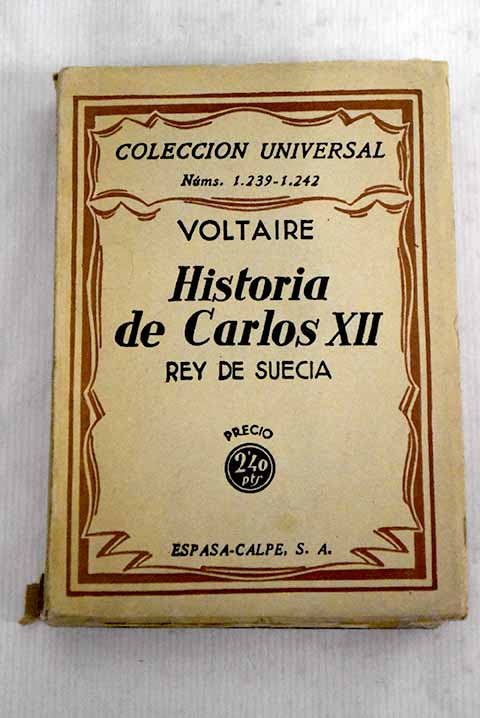 COLECCION UNIVERSAL
Núms. 1.239-1.242
VOLTAIRE
Historia
de Carlos XII
REY DE SUECIA
PRECIO
2'40
pts
ESPASA-CALPE, S. A.